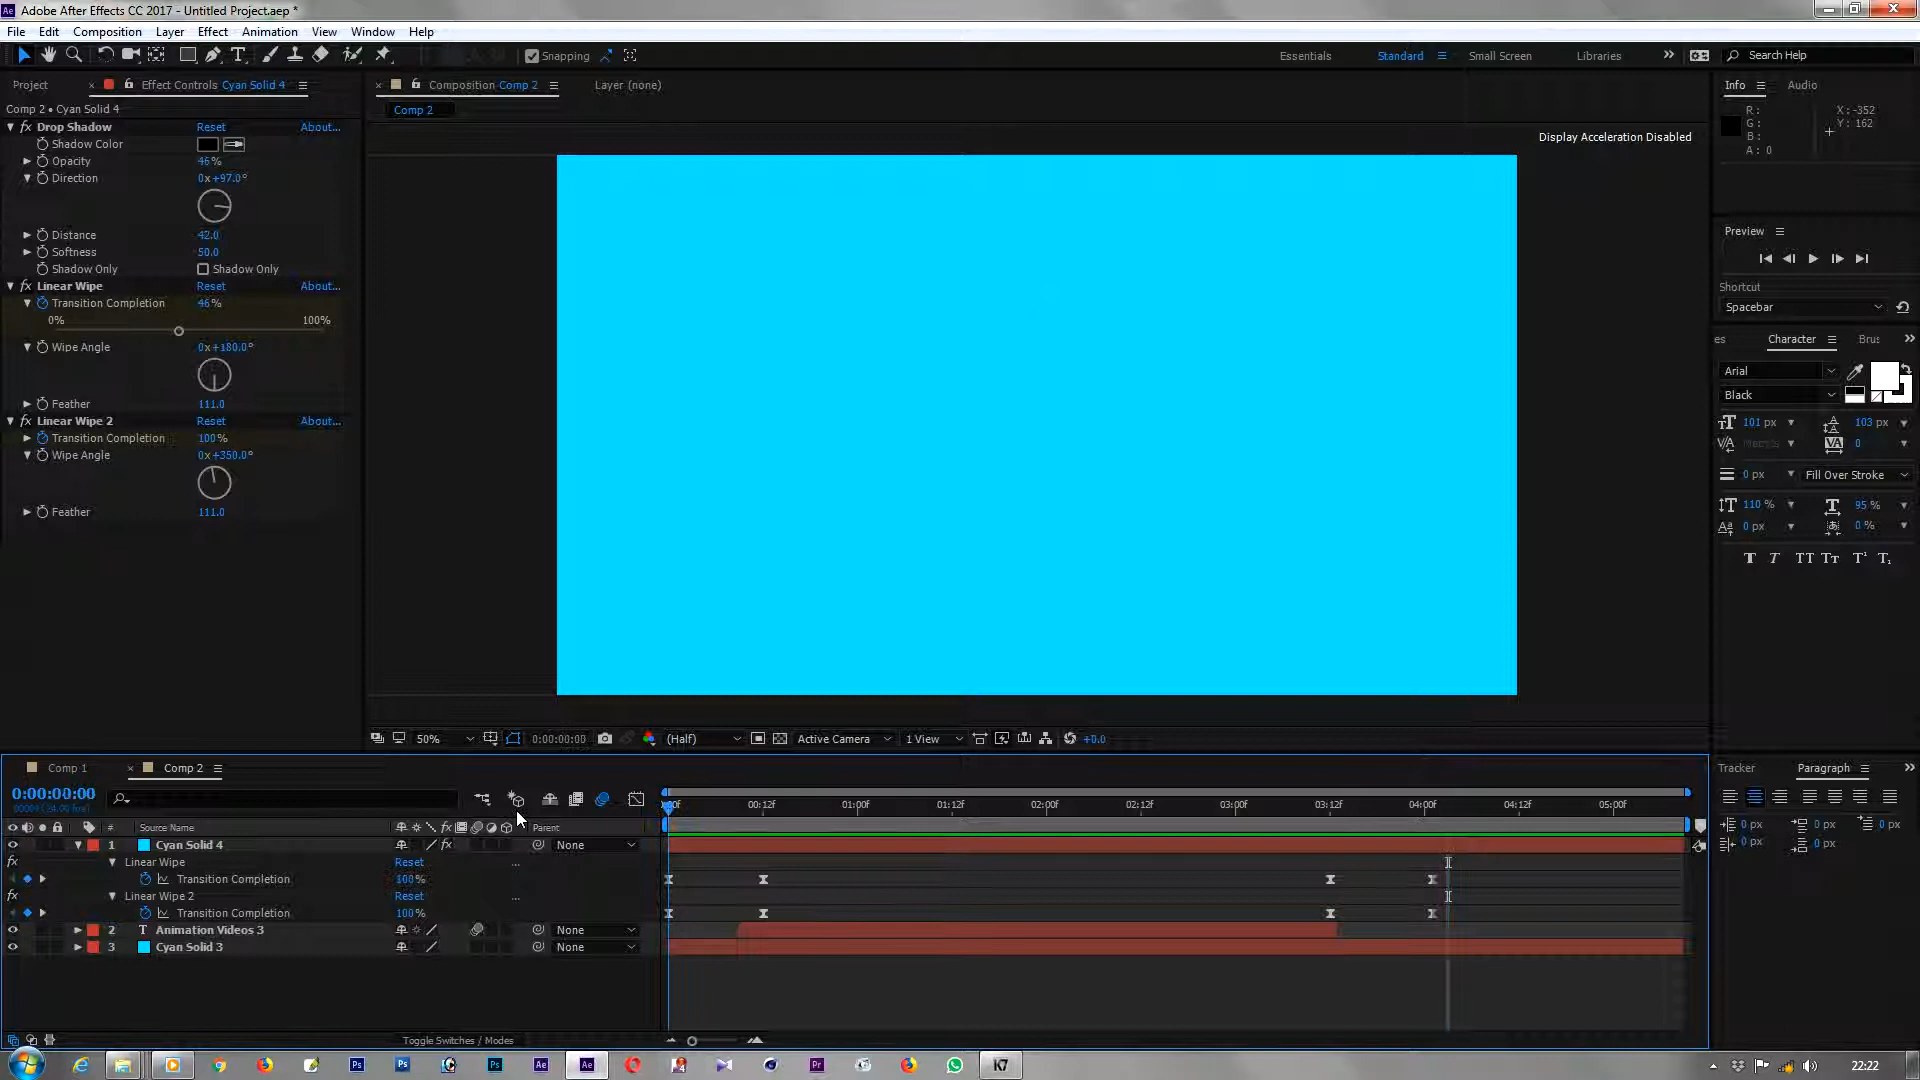 Adobe After Effects CC 2017 - Untitled Project.aep *
File Edit Composition Layer Effect Animation View Window Help
Snapping Essentials Standard Small Screen Libraries Search Help
Project Effect Controls Cyan Solid 4 Composition Comp 2 Layer (none) Info Audio
Comp 2 • Cyan Solid 4 Comp 2
Drop Shadow Reset About...
Shadow Color
Opacity 46%
Direction 0x+97.0°
Distance 42.0
Softness 50.0
Shadow Only Shadow Only
Linear Wipe Reset About...
Transition Completion 46%
0% 100%
Wipe Angle 0x+180.0°
Feather 111.0
Linear Wipe 2 Reset About...
Transition Completion 100%
Wipe Angle 0x+350.0°
Feather 111.0
Display Acceleration Disabled
R: X: -352
G: Y: 162
B:
A: 0
Preview
Shortcut
Spacebar
es Character Brus
Arial
Black
101 px 103 px
0
0 px Fill Over Stroke
110 % 95 %
0 px 0 %
T T TT Tт T¹ T₁
50% 0:00:00:00 (Half) Active Camera 1 View +0.0
Comp 1 Comp 2
0:00:00:00
00:12f 01:00f 01:12f 02:00f 02:12f 03:00f 03:12f 04:00f 04:12f 05:00f
# Source Name Parent
1 Cyan Solid 4 None
Linear Wipe Reset ...
Transition Completion 100%
Linear Wipe 2 Reset ...
Transition Completion 100%
2 T Animation Videos 3 None
3 Cyan Solid 3 None
Toggle Switches / Modes
Tracker Paragraph
0 px 0 px 0 px
0 px 0 px
Ps Ps Ps Ae Ae Pr K7 22:22